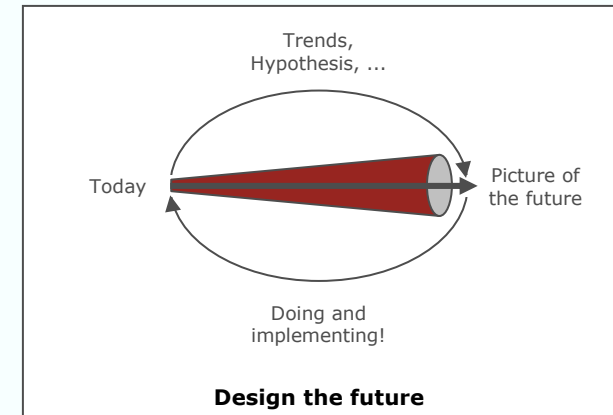 Trends,
Hypothesis, ...
Today
Picture of
the future
Doing and
implementing!
Design the future